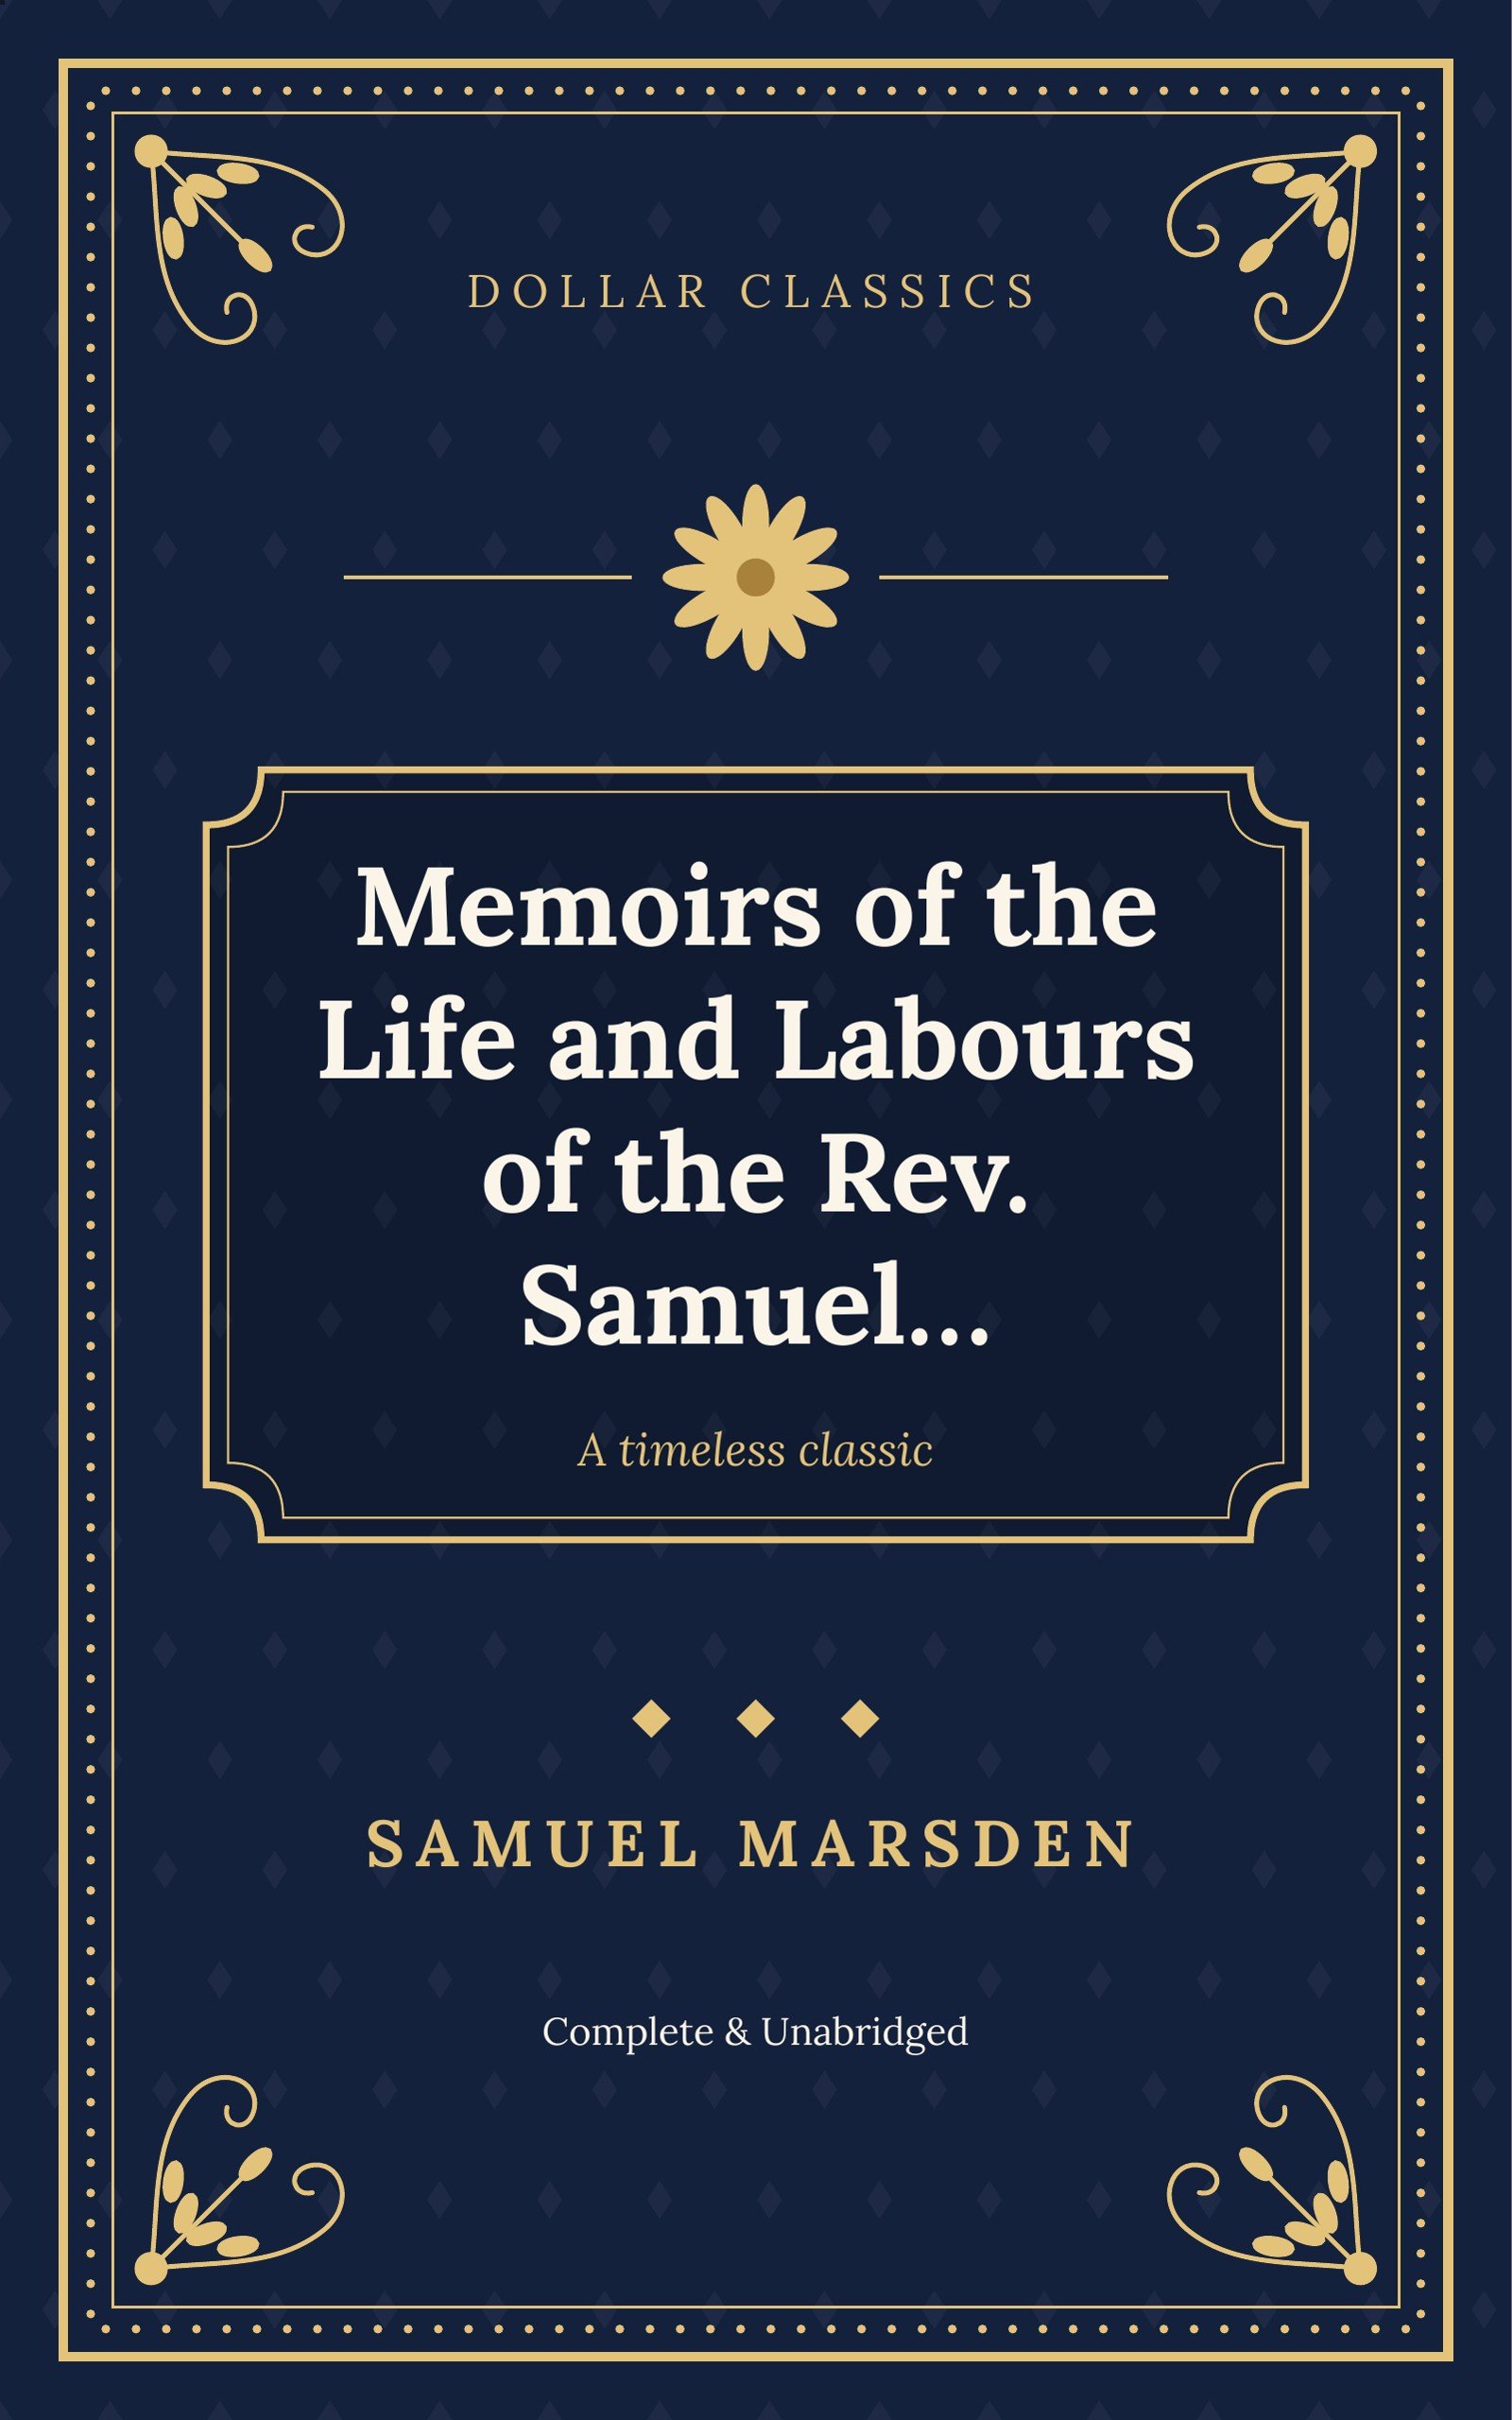 DOLLAR CLASSICS
Memoirs of the
Life and Labours
of the Rev.
Samuel...
A timeless classic
SAMUEL MARSDEN
Complete & Unabridged